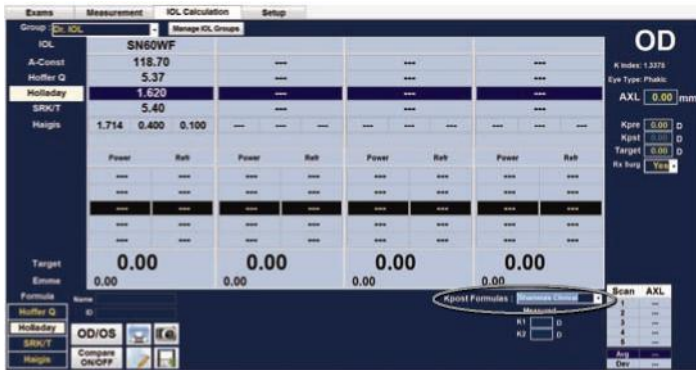 Exams Measurement IOL Calculation Setup
Group : Dr. IOL Manage IOL Groups
OD
IOL SN60WF
A-Const 118.70 --- --- ---
K Index: 1.3375
Hoffer Q 5.37 --- --- ---
Eye Type: Phakic
Holladay 1.620 --- --- ---
AXL 0.00 mm
SRK/T 5.40 --- --- ---
Haigis 1.714 0.400 0.100 --- --- --- --- --- --- --- --- ---
Kpre 0.00 D
Kpst 0.00 D
Target 0.00 D
Rx Surg Yes
Power Refr Power Refr Power Refr Power Refr
--- --- --- --- --- --- --- ---
--- --- --- --- --- --- --- ---
--- --- --- --- --- --- --- ---
--- --- --- --- --- --- --- ---
--- --- --- --- --- --- --- ---
Target 0.00 0.00 0.00 0.00
Emme 0.00 0.00 0.00 0.00
Formula Name
Kpost Formulas : Shammas Clinical
Scan AXL
Hoffer Q ID
Measured
1 ---
Holladay OD/OS
K1 D
2 ---
K2 D
3 ---
SRK/T
4 ---
5 ---
Haigis Compare ON/OFF
Avg ---
Dev ---